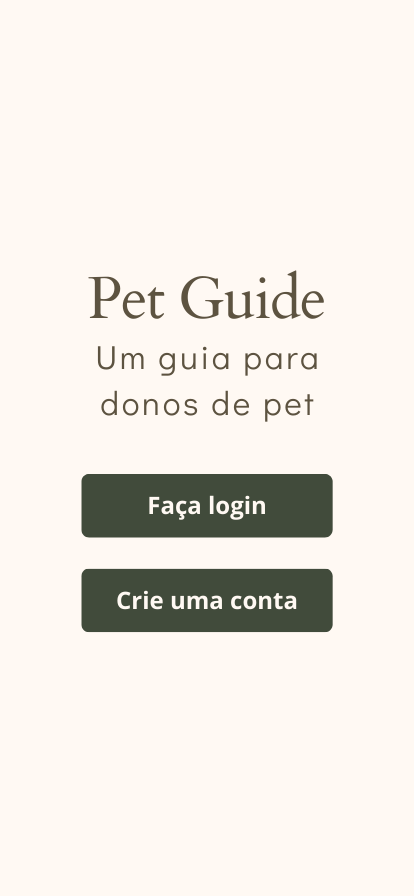 Pet Guide
Um guia para
donos de pet
Faça login
Crie uma conta